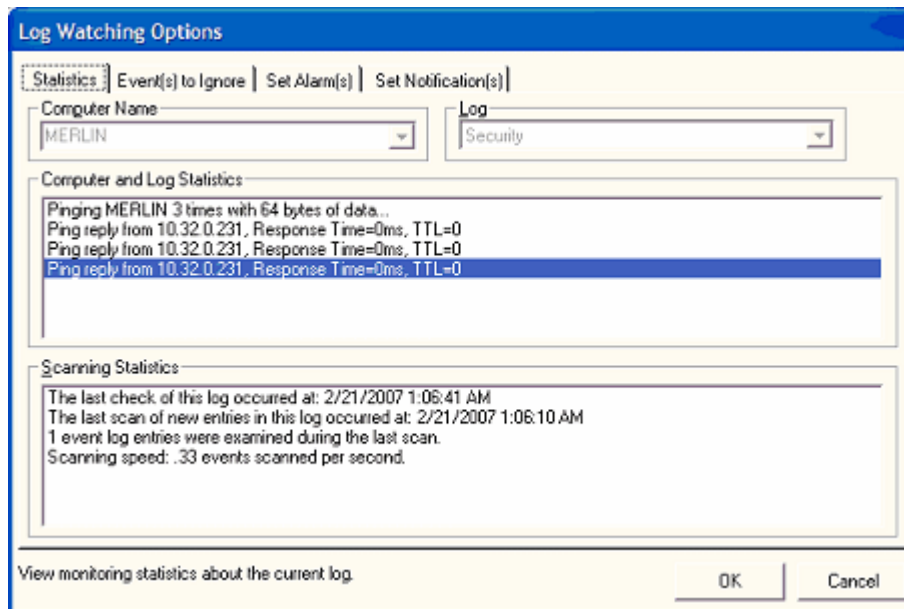 Log Watching Options
Statistics Event(s) to Ignore Set Alarm(s) Set Notification(s)
Computer Name Log
MERLIN Security
Computer and Log Statistics
Pinging MERLIN 3 times with 64 bytes of data...
Ping reply from 10.32.0.231, Response Time=0ms, TTL=0
Ping reply from 10.32.0.231, Response Time=0ms, TTL=0
Ping reply from 10.32.0.231, Response Time=0ms, TTL=0
Scanning Statistics
The last check of this log occurred at: 2/21/2007 1:06:41 AM
The last scan of new entries in this log occurred at: 2/21/2007 1:06:10 AM
1 event log entries were examined during the last scan.
Scanning speed: .33 events scanned per second.
View monitoring statistics about the current log.
OK Cancel